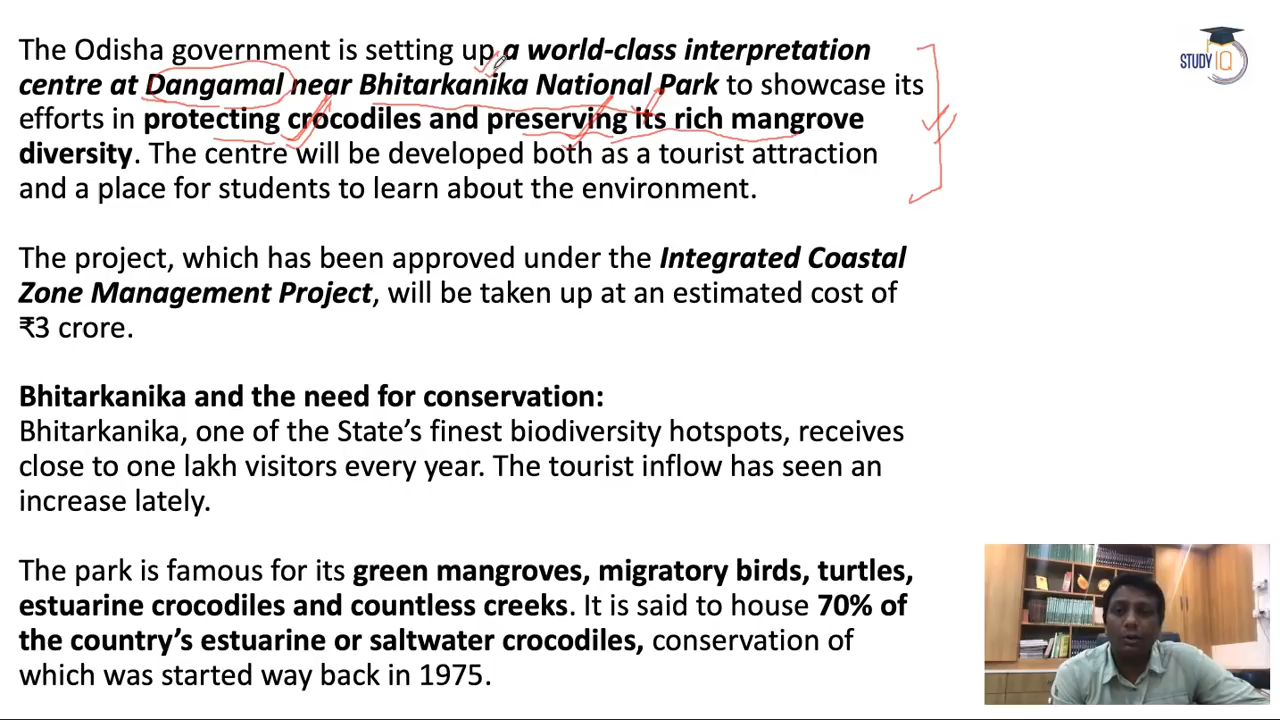 The Odisha government is setting up a world-class interpretation
centre at Dangamal near Bhitarkanika National Park to showcase its
efforts in protecting crocodiles and preserving its rich mangrove
diversity. The centre will be developed both as a tourist attraction
and a place for students to learn about the environment.
The project, which has been approved under the Integrated Coastal
Zone Management Project, will be taken up at an estimated cost of
₹3 crore.
Bhitarkanika and the need for conservation:
Bhitarkanika, one of the State’s finest biodiversity hotspots, receives
close to one lakh visitors every year. The tourist inflow has seen an
increase lately.
The park is famous for its green mangroves, migratory birds, turtles,
estuarine crocodiles and countless creeks. It is said to house 70% of
the country’s estuarine or saltwater crocodiles, conservation of
which was started way back in 1975.
STUDY IQ